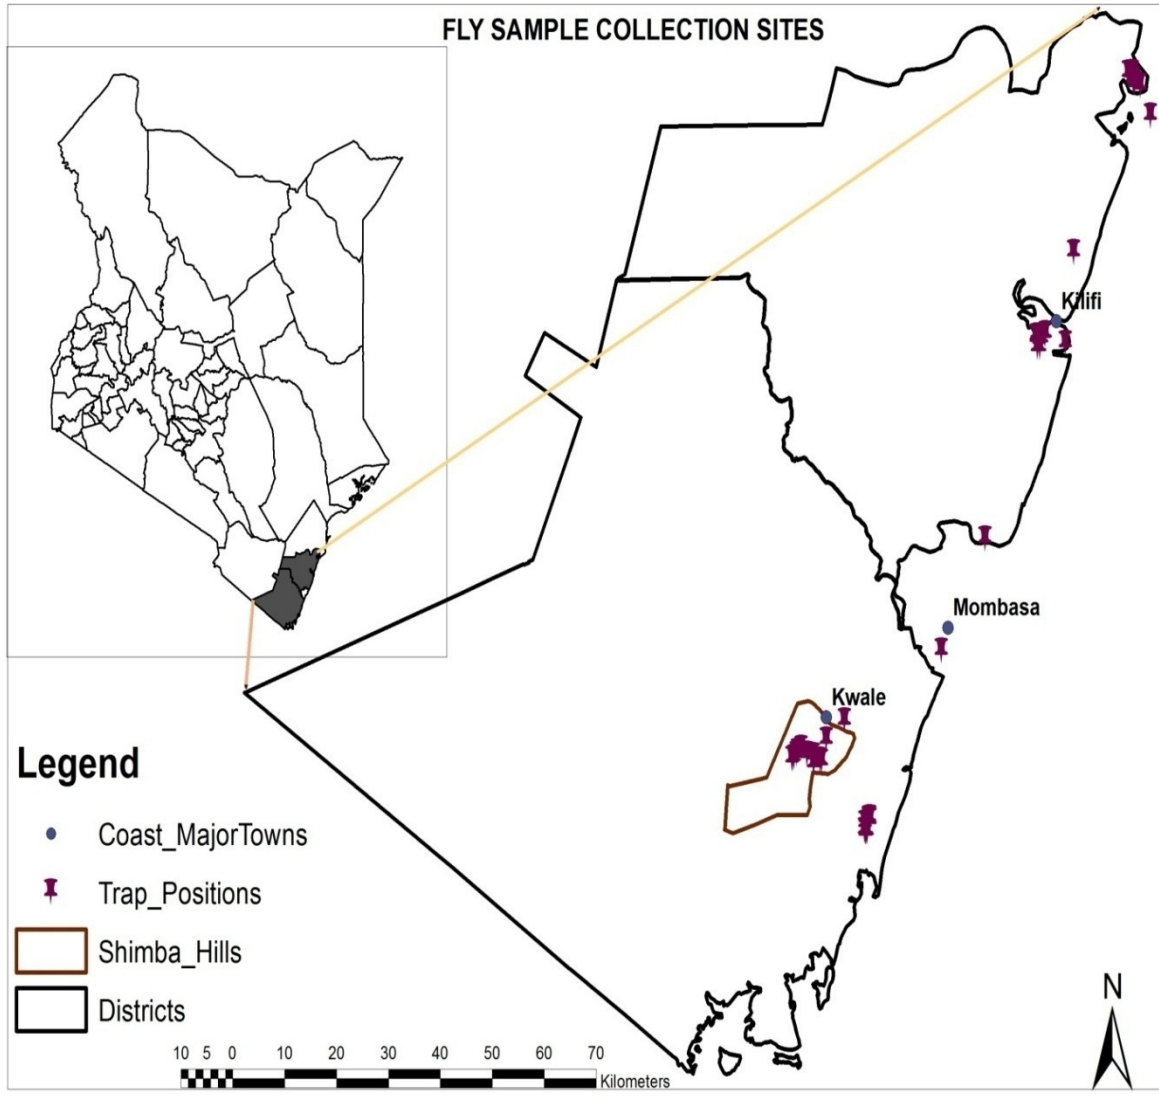 FLY SAMPLE COLLECTION SITES
Kilifi
Mombasa
Kwale
Legend
Coast_MajorTowns
Trap_Positions
Shimba_Hills
Districts
10 5 0 10 20 30 40 50 60 70
Kilometers
N